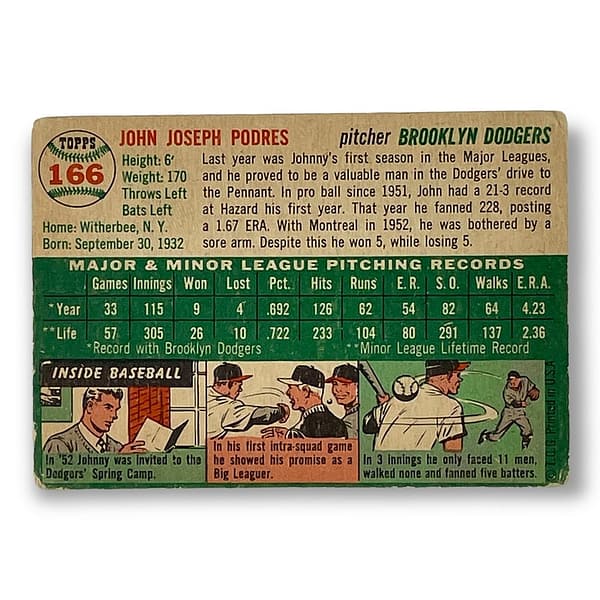 TOPPS
166
JOHN JOSEPH PODRES pitcher BROOKLYN DODGERS
Height: 6'
Weight: 170
Throws Left
Bats Left
Home: Witherbee, N. Y.
Born: September 30, 1932
Last year was Johnny's first season in the Major Leagues,
and he proved to be a valuable man in the Dodgers' drive to
the Pennant. In pro ball since 1951, John had a 21-3 record
at Hazard his first year. That year he fanned 228, posting
a 1.67 ERA. With Montreal in 1952, he was bothered by a
sore arm. Despite this he won 5, while losing 5.
MAJOR & MINOR LEAGUE PITCHING RECORDS
Games Innings Won Lost Pct. Hits Runs E.R. S.O. Walks E.R.A.
*Year 33 115 9 4 .692 126 62 54 82 64 4.23
**Life 57 305 26 10 .722 233 104 80 291 137 2.36
*Record with Brooklyn Dodgers **Minor League Lifetime Record
INSIDE BASEBALL
In '52 Johnny was invited to the
Dodgers' Spring Camp.
In his first intra-squad game
he showed his promise as a
Big Leaguer.
In 3 innings he only faced 11 men,
walked none and fanned five batters.
© T.C.G. Printed in U.S.A.